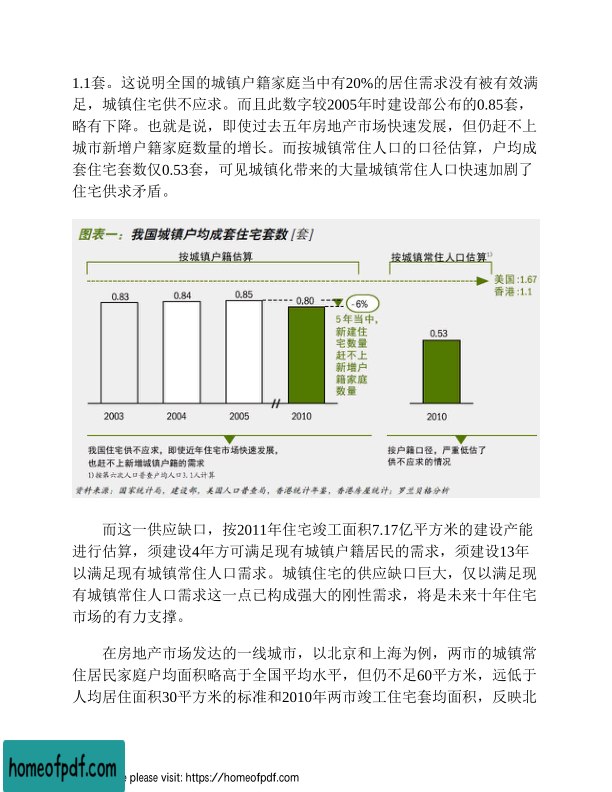 1.1套。这说明全国的城镇户籍家庭当中有20%的居住需求没有被有效满
足，城镇住宅供不应求。而且此数字较2005年时建设部公布的0.85套，
略有下降。也就是说，即使过去五年房地产市场快速发展，但仍赶不上
城市新增户籍家庭数量的增长。而按城镇常住人口的口径估算，户均成
套住宅套数仅0.53套，可见城镇化带来的大量城镇常住人口快速加剧了
住宅供求矛盾。
图表一：我国城镇户均成套住宅套数 [套]
按城镇户籍估算
按城镇常住人口估算1)
美国:1.67
香港:1.1
0.83
0.84
0.85
0.80
-6%
5年当中,
新建住
宅数量
赶不上
新增户
籍家庭
数量
0.53
2003
2004
2005
2010
2010
我国住宅供不应求，即使近年住宅市场快速发展，
也赶不上新增城镇户籍的需求
按户籍口径，严重低估了
供不应求的情况
1)按第六次人口普查户均人口3.1人计算
资料来源：国家统计局，建设部，美国人口普查局，香港统计年鉴，香港房屋统计；罗兰贝格分析
而这一供应缺口，按2011年住宅竣工面积7.17亿平方米的建设产能
进行估算，须建设4年方可满足现有城镇户籍居民的需求，须建设13年
以满足现有城镇常住人口需求。城镇住宅的供应缺口巨大，仅以满足现
有城镇常住人口需求这一点已构成强大的刚性需求，将是未来十年住宅
市场的有力支撑。
在房地产市场发达的一线城市，以北京和上海为例，两市的城镇常
住居民家庭户均面积略高于全国平均水平，但仍不足60平方米，远低于
人均居住面积30平方米的标准和2010年两市竣工住宅套均面积，反映北
homeofpdf.com
e please visit: https://homeofpdf.com